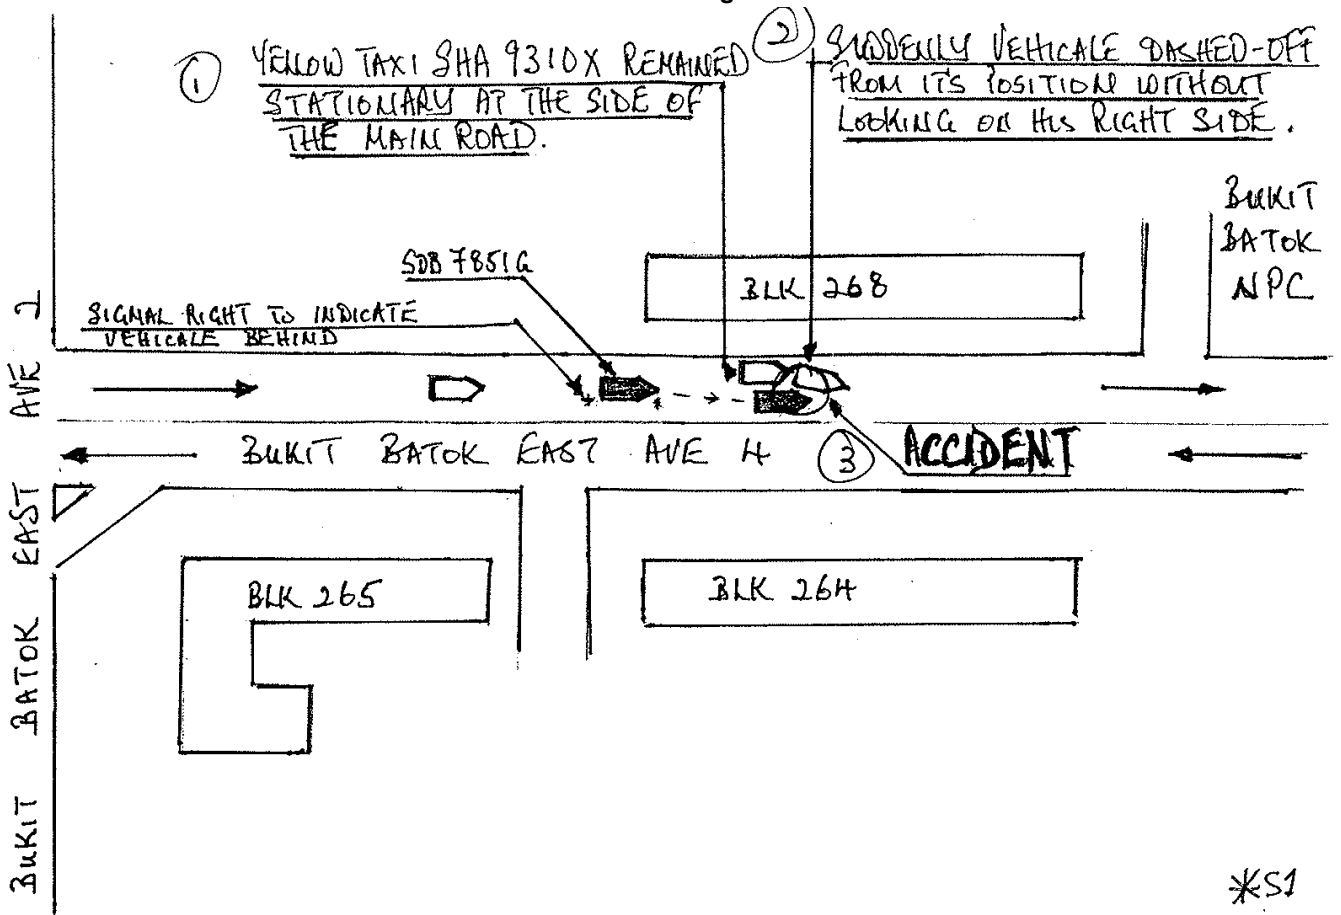 1
YELLOW TAXI SHA 9310X REMAINED
STATIONARY AT THE SIDE OF
THE MAIN ROAD.
2
SUDDENLY VEHICALE DASHED-OFF
FROM IT'S POSITION WITHOUT
LOOKING ON HIS RIGHT SIDE.
BUKIT
BATOK
NPC
SDB 7851G
BLK 268
SIGNAL RIGHT TO INDICATE
VEHICALE BEHIND
BUKIT BATOK EAST AVE 4
3
ACCIDENT
BUKIT BATOK EAST AVE 2
BLK 265
BLK 264
*S1